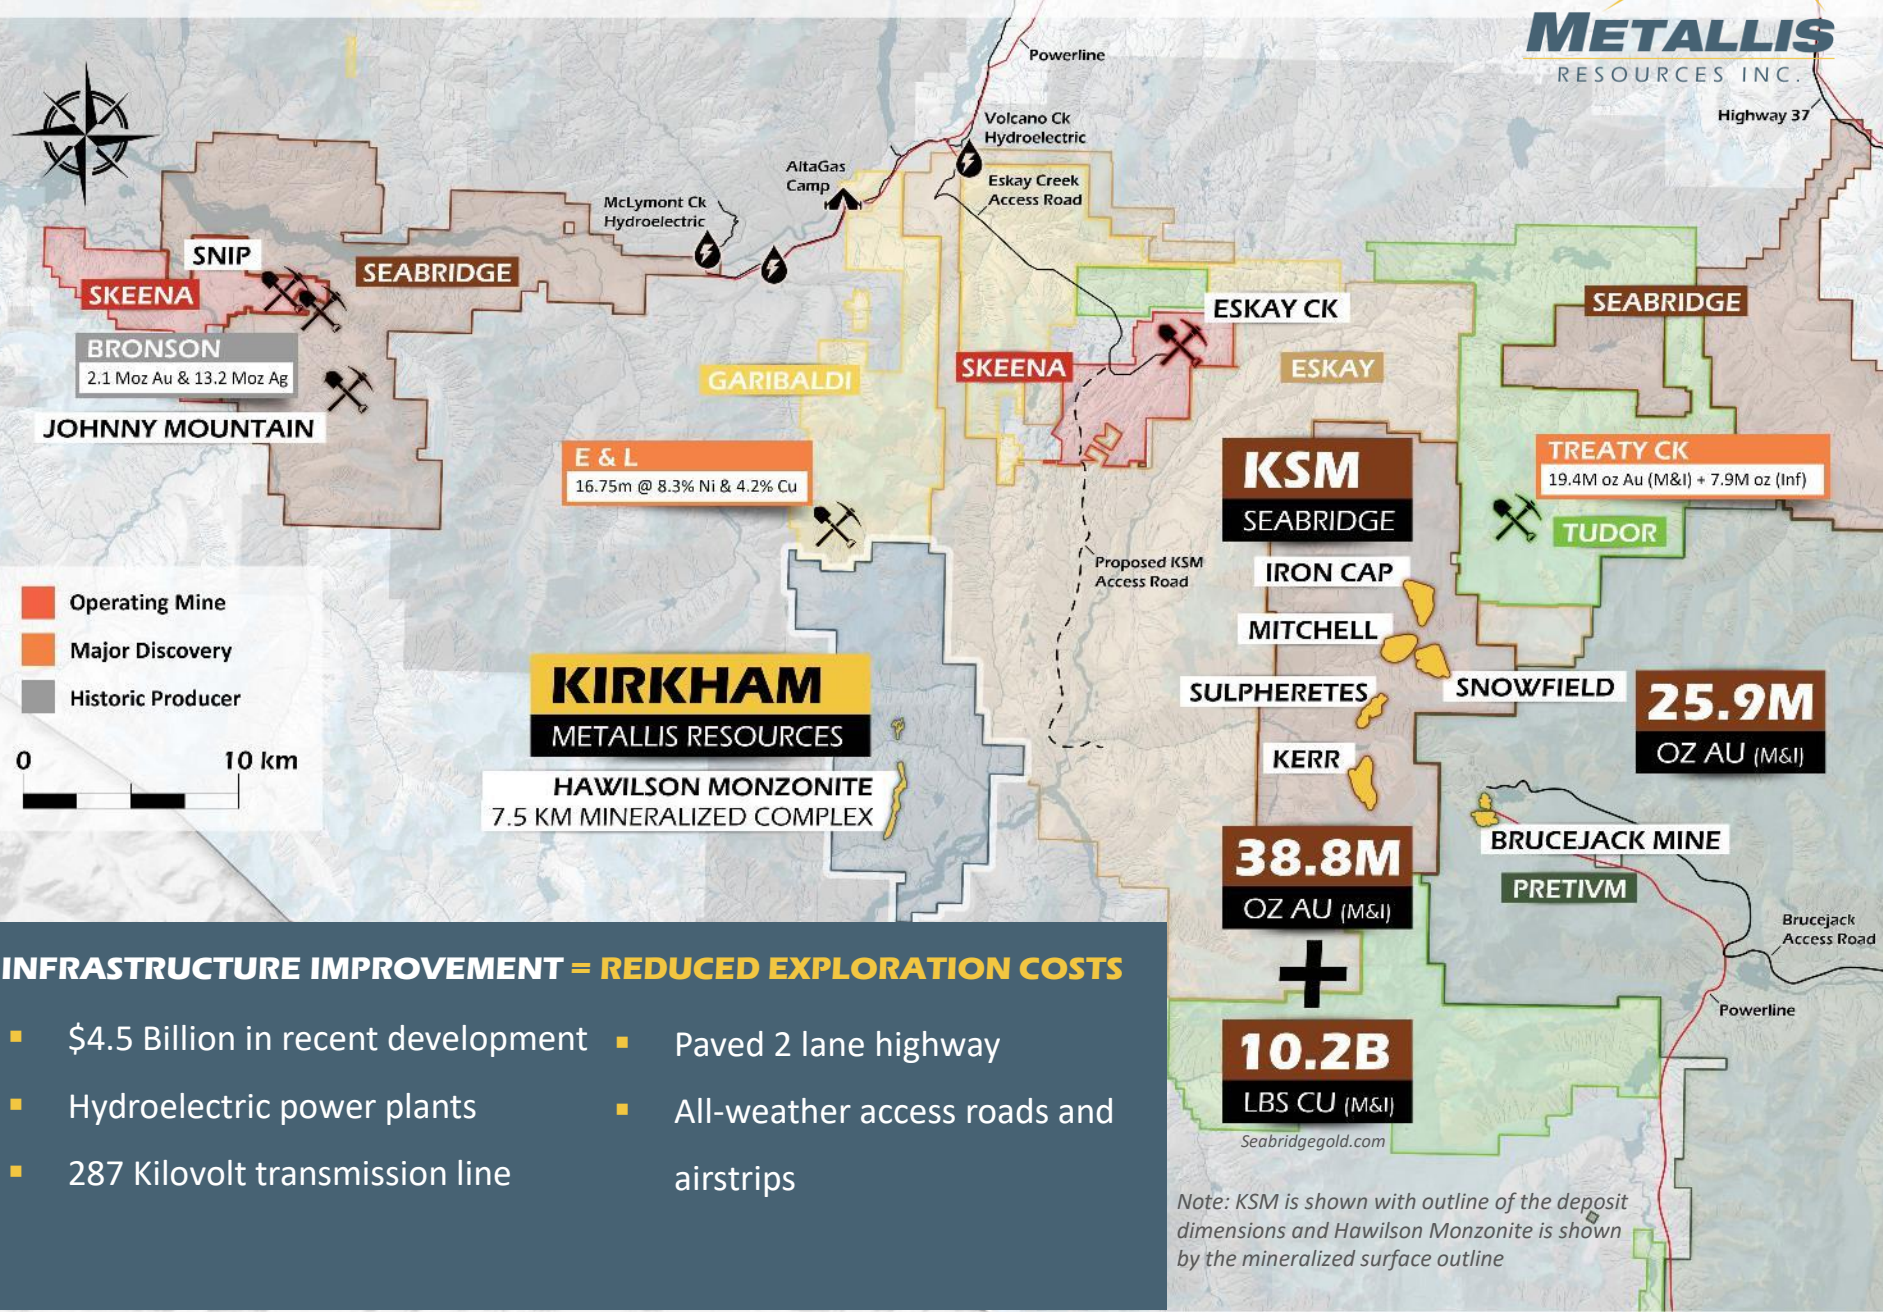 METALLIS
RESOURCES INC.
Powerline
Highway 37
Volcano Ck
Hydroelectric
AltaGas
Camp
Eskay Creek
Access Road
McLymont Ck
Hydroelectric
SNIP
SEABRIDGE
SKEENA
BRONSON
2.1 Moz Au & 13.2 Moz Ag
JOHNNY MOUNTAIN
GARIBALDI
E & L
16.75m @ 8.3% Ni & 4.2% Cu
SKEENA
ESKAY CK
ESKAY
SEABRIDGE
KSM
SEABRIDGE
TREATY CK
19.4M oz Au (M&I) + 7.9M oz (Inf)
TUDOR
Proposed KSM
Access Road
IRON CAP
MITCHELL
SULPHERETES
SNOWFIELD
KERR
25.9M
OZ AU (M&I)
Operating Mine
Major Discovery
Historic Producer
0 10 km
KIRKHAM
METALLIS RESOURCES
HAWILSON MONZONITE
7.5 KM MINERALIZED COMPLEX
BRUCEJACK MINE
PRETIVM
38.8M
OZ AU (M&I)
+
10.2B
LBS CU (M&I)
Seabridgegold.com
Brucejack
Access Road
Powerline
INFRASTRUCTURE IMPROVEMENT = REDUCED EXPLORATION COSTS
▪ $4.5 Billion in recent development
▪ Hydroelectric power plants
▪ 287 Kilovolt transmission line
▪ Paved 2 lane highway
▪ All-weather access roads and
airstrips
Note: KSM is shown with outline of the deposit
dimensions and Hawilson Monzonite is shown
by the mineralized surface outline